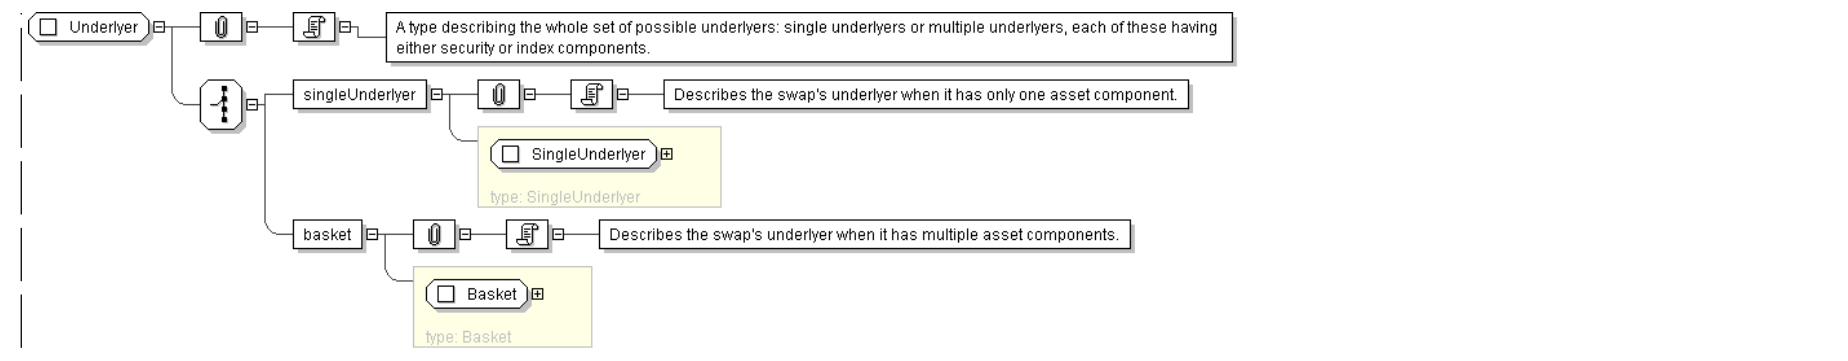 Underlyer
A type describing the whole set of possible underlyers: single underlyers or multiple underlyers, each of these having
either security or index components.
singleUnderlyer
Describes the swap's underlyer when it has only one asset component.
SingleUnderlyer
type: SingleUnderlyer
basket
Describes the swap's underlyer when it has multiple asset components.
Basket
type: Basket